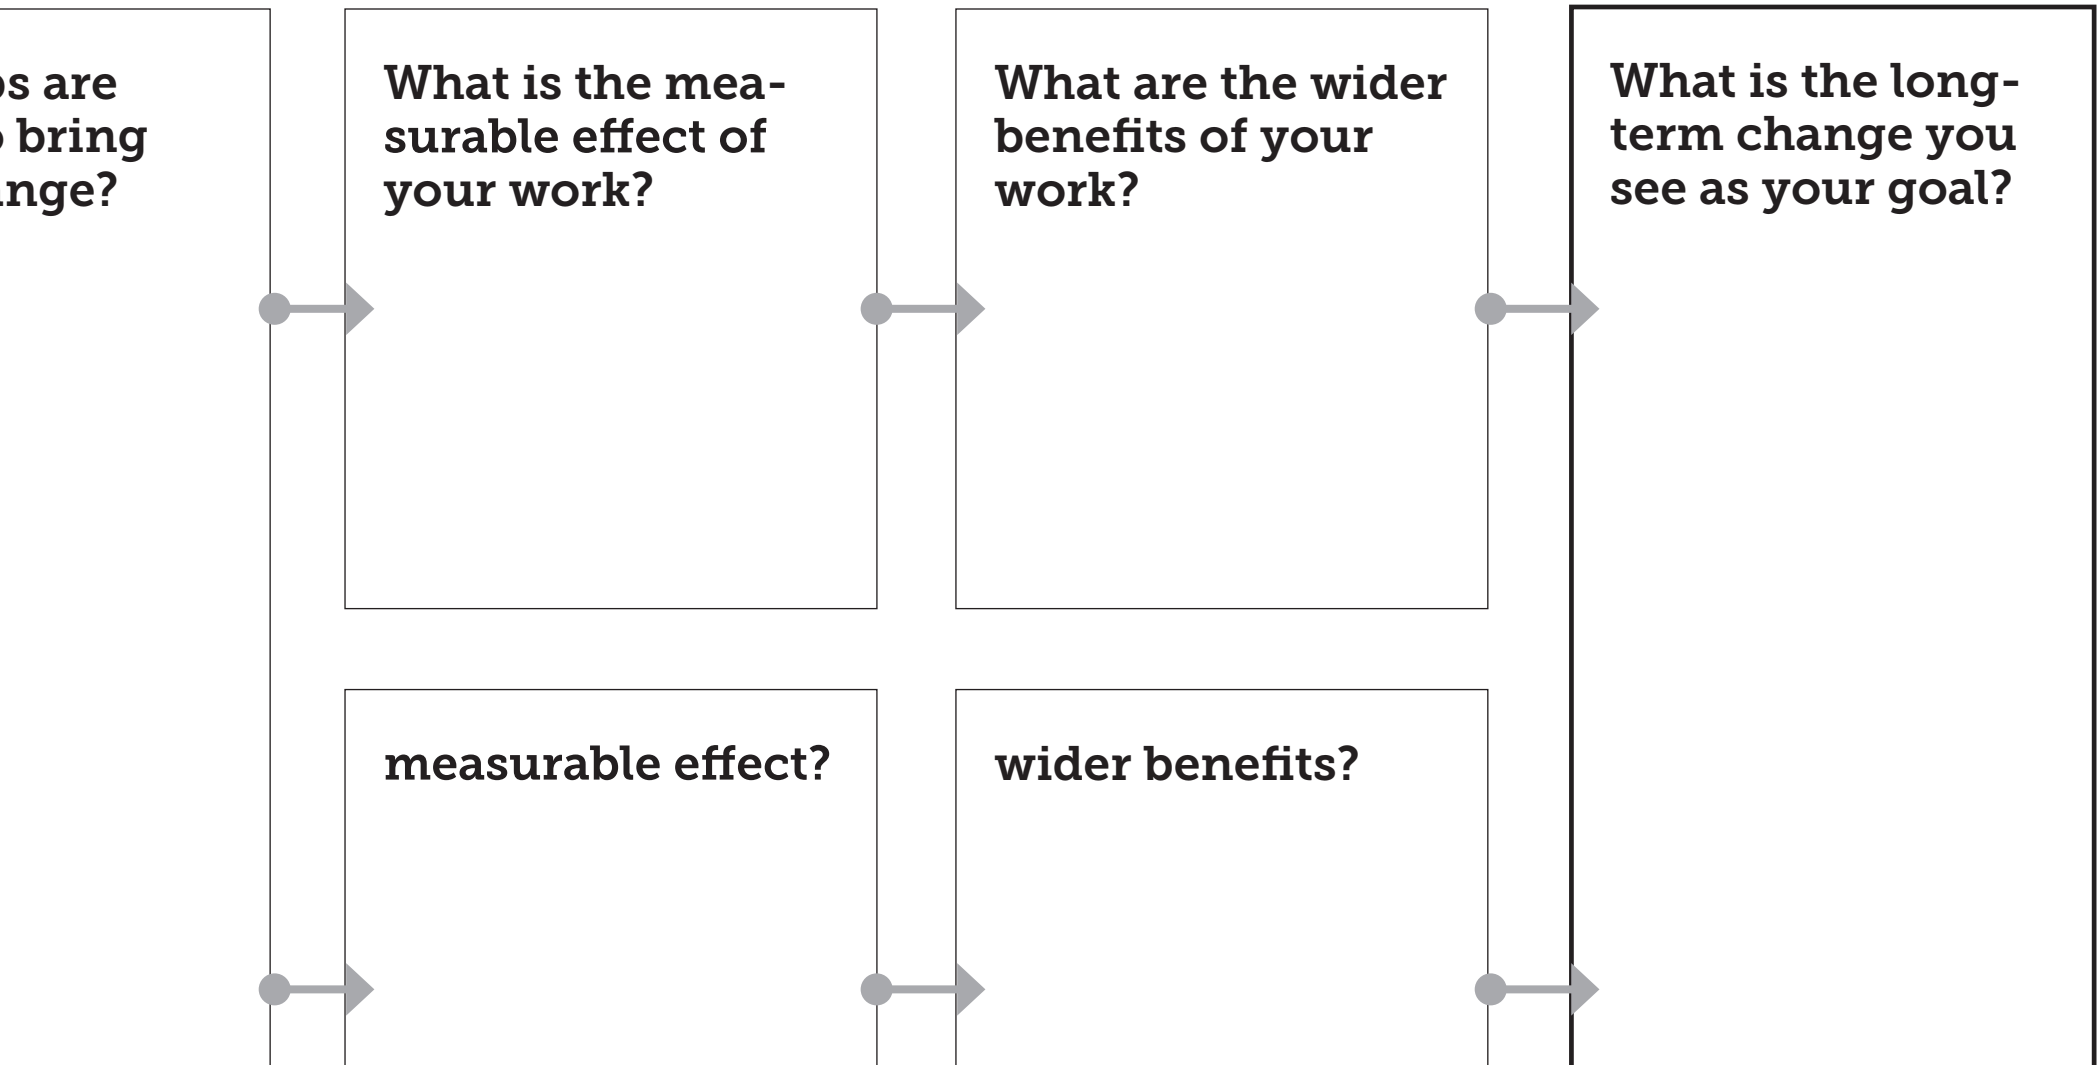 are
bring
What is the mea-
surable effect of
your work?
What are the wider
benefits of your
work?
What is the long-
term change you
see as your goal?
measurable effect?
wider benefits?